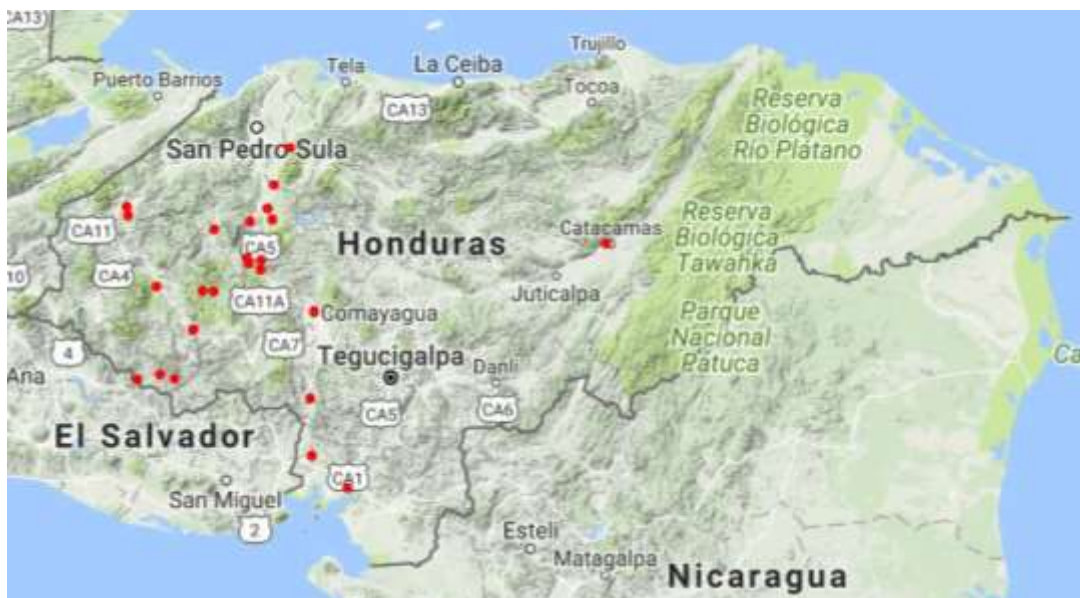 CA13
Trujillo
Puerto Barrios
Tela
La Ceiba
Tocoa
CA13
Reserva
Biológica
Río Plátano
San Pedro Sula
CA11
Honduras
CA5
Catacamas
Reserva
Biológica
Tawahka
10
CA4
CA11A
Juticalpa
Comayagua
Parque
Nacional
Patuca
4
CA7
Tegucigalpa
Danlí
Ana
Ca
CA5
CA6
El Salvador
CA1
San Miguel
2
Estelí
Matagalpa
Nicaragua